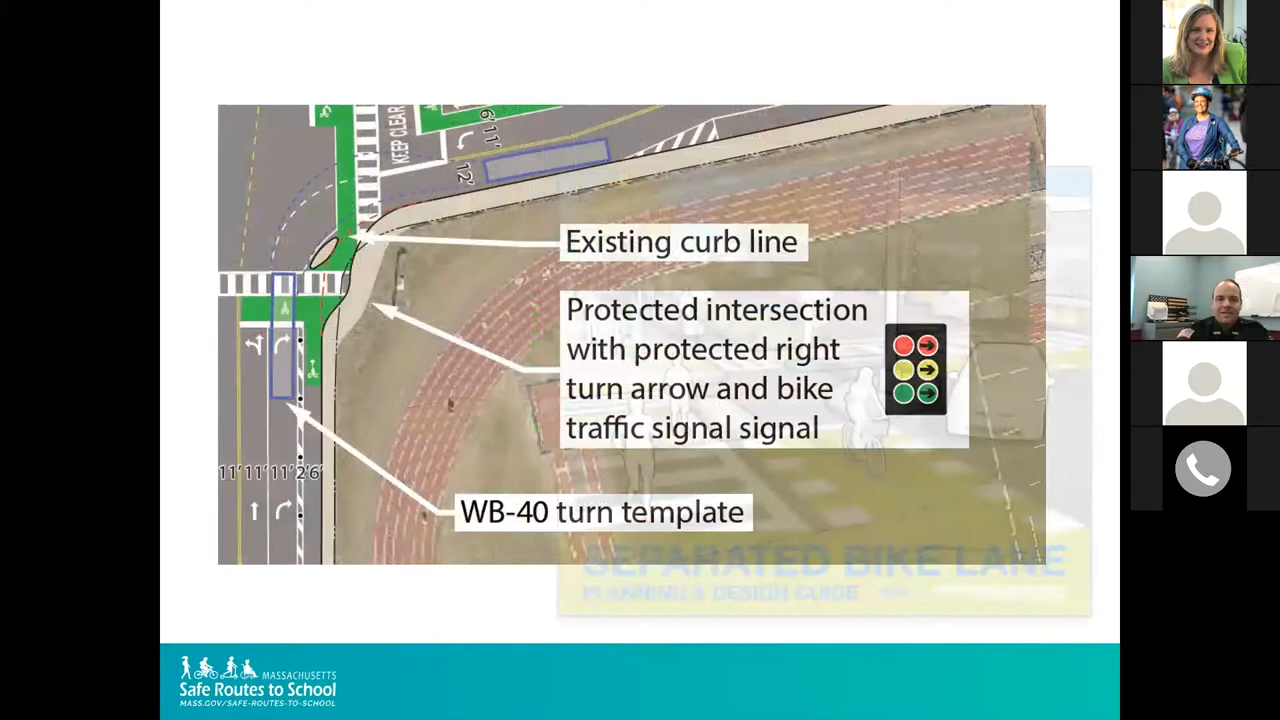 KEEP CLEAR
6' 11'
12'
Existing curb line
Protected intersection
with protected right
turn arrow and bike
traffic signal signal
11' 11' 11' 2' 6'
WB-40 turn template
SEPARATED BIKE LANE
PLANNING & DESIGN GUIDE
MASSACHUSETTS
Safe Routes to School
MASS.GOV/SAFE-ROUTES-TO-SCHOOL